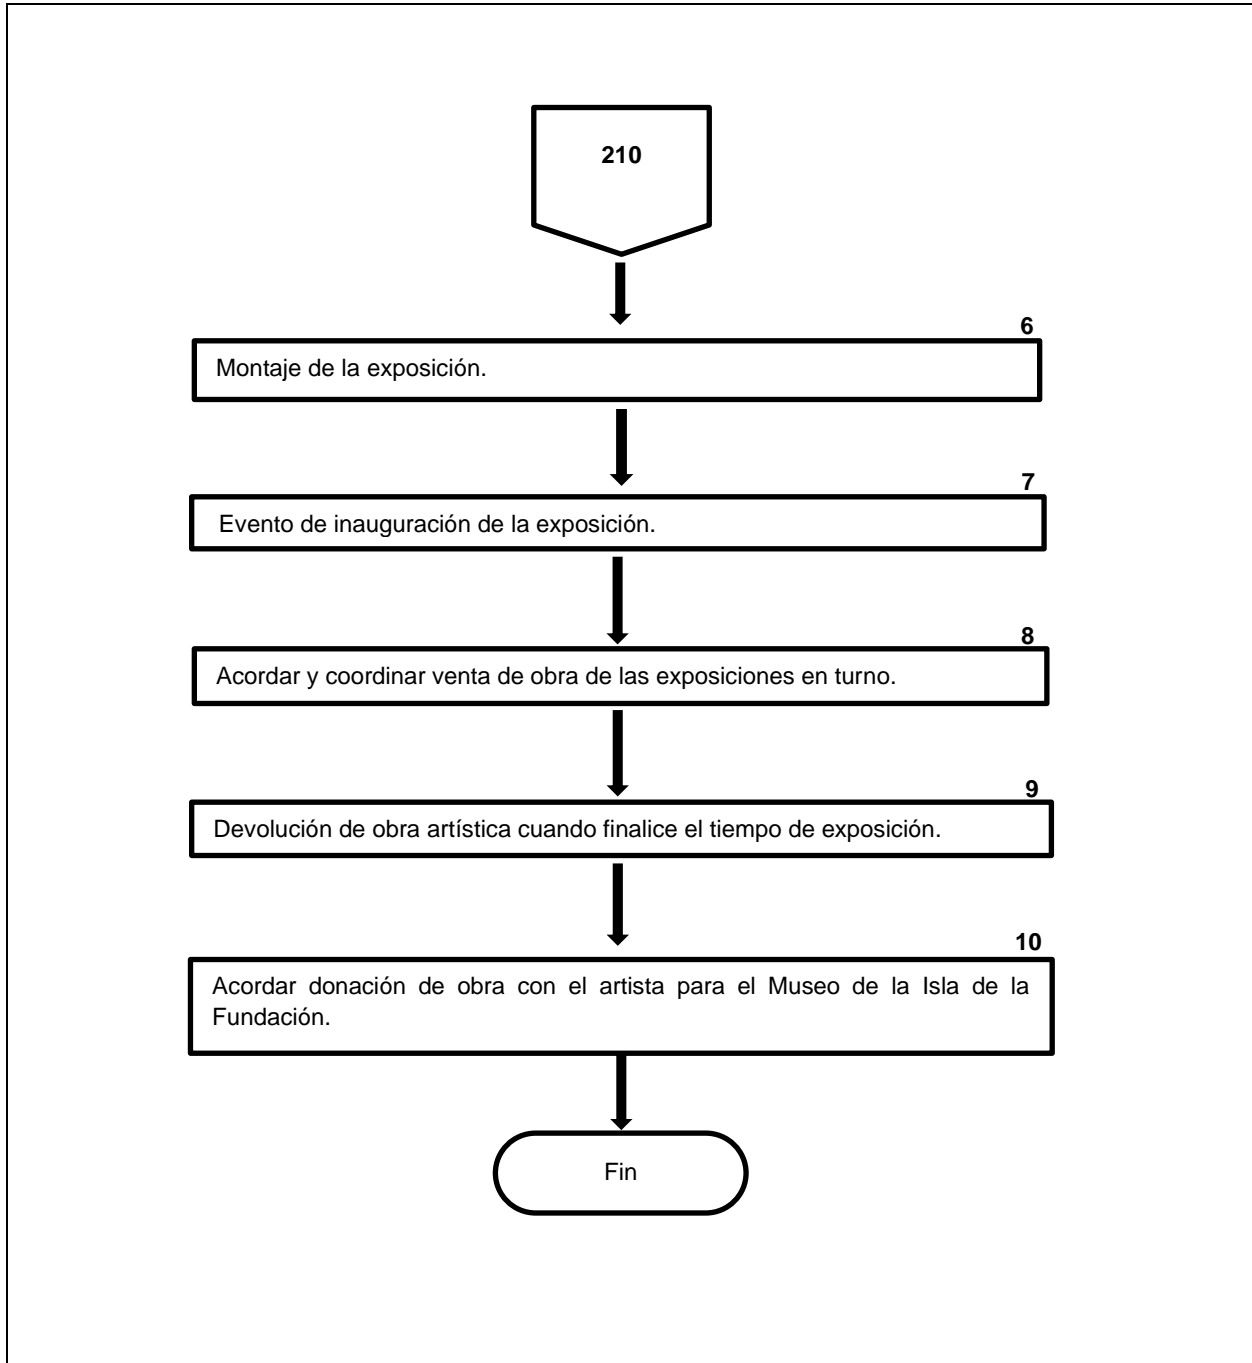 210
6
Montaje de la exposición.
7
Evento de inauguración de la exposición.
8
Acordar y coordinar venta de obra de las exposiciones en turno.
9
Devolución de obra artística cuando finalice el tiempo de exposición.
10
Acordar donación de obra con el artista para el Museo de la Isla de la
Fundación.
Fin